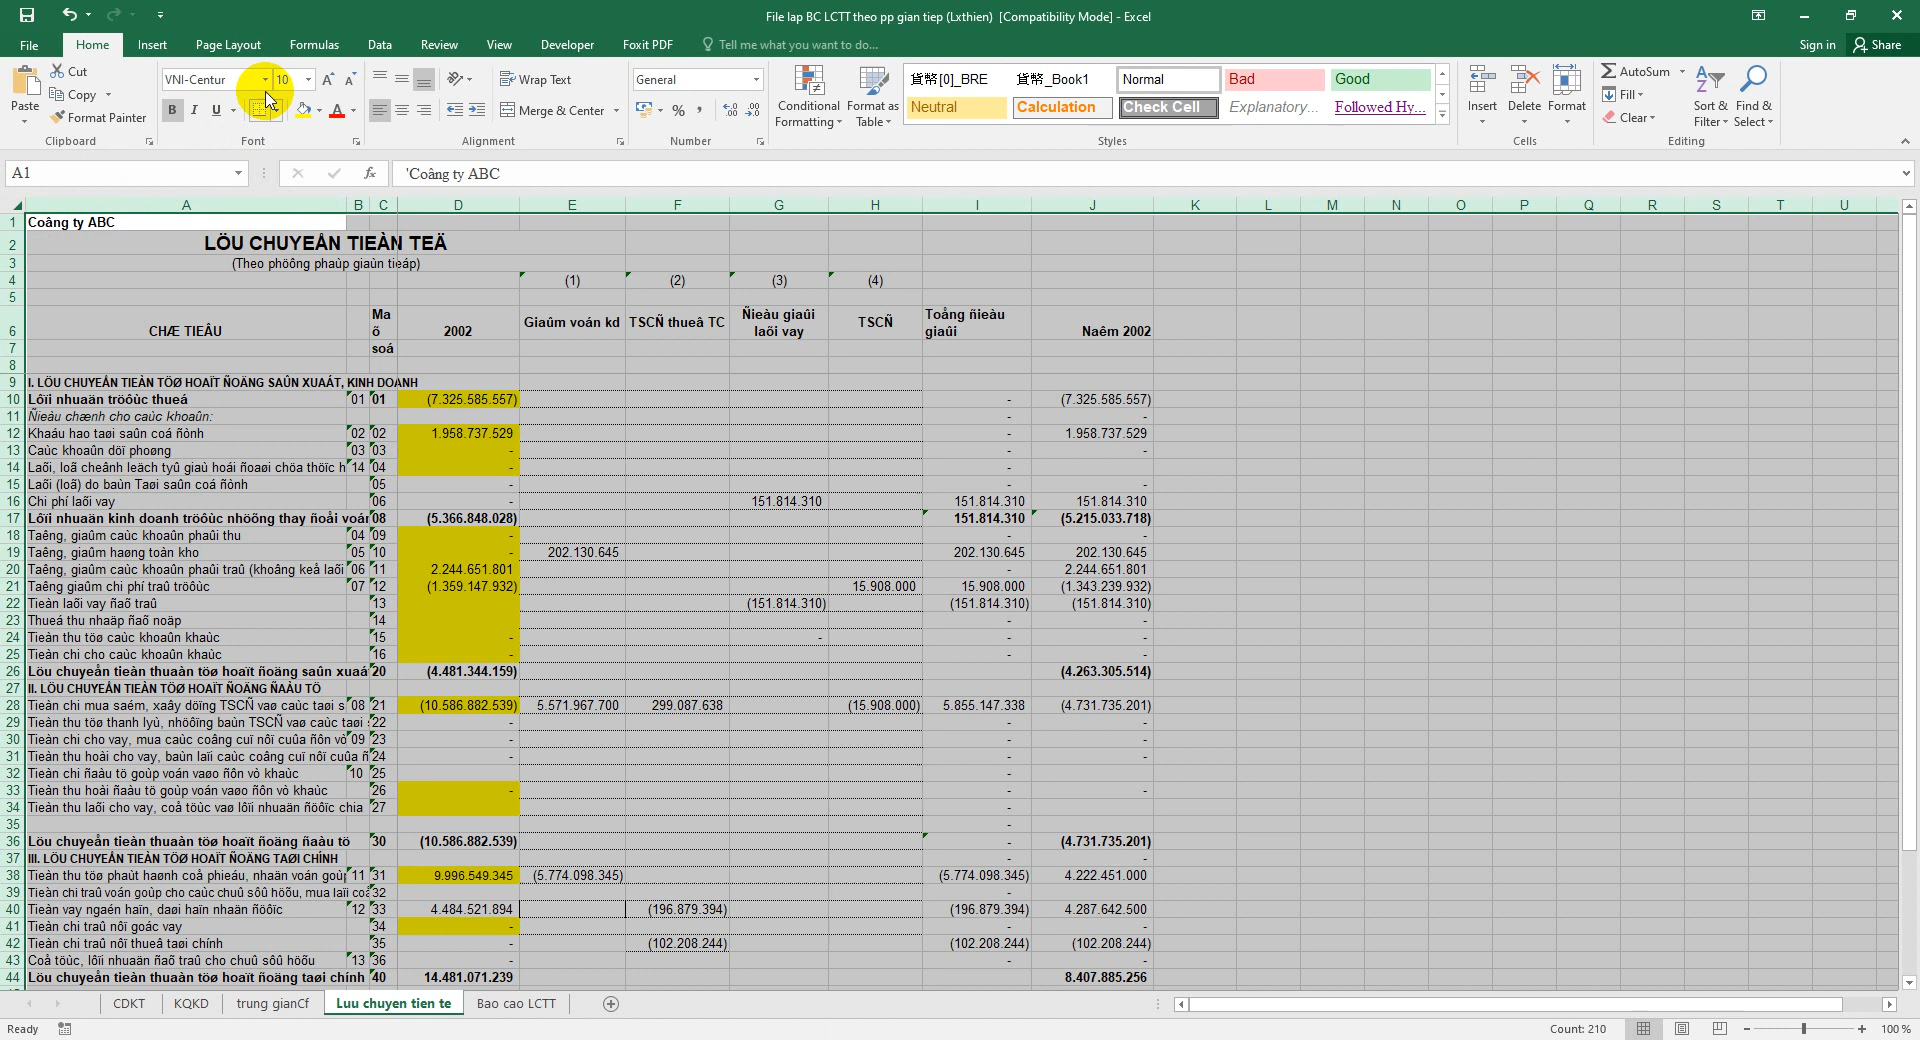 File lap BC LCTT theo pp gian tiep (Lxthien) [Compatibility Mode] - Excel
File Home Insert Page Layout Formulas Data Review View Developer Foxit PDF Tell me what you want to do... Sign in Share
Cut
Copy
Format Painter
Paste
VNI-Centur 10
B I U
Wrap Text
Merge & Center
General
Conditional Formatting
Format as Table
貨幣[0]_BRE 貨幣_Book1 Normal Bad Good
Neutral Calculation Check Cell Explanatory... Followed Hy...
Insert Delete Format
AutoSum
Fill
Clear
Sort & Filter
Find & Select
Clipboard Font Alignment Number Styles Cells Editing
A1 fx 'Coâng ty ABC
A B C D E F G H I J K L M N O P Q R S T U
1 Coâng ty ABC
2 LÖU CHUYEÅN TIEÀN TEÄ
3 (Theo phöông phaùp giaùn tieáp)
4 (1) (2) (3) (4)
5
6 CHÆ TIEÂU Maõ 2002 Giaûm voán kd TSCÑ thueâ TC Ñieàu giaûi laõi vay TSCÑ Toång ñieàu giaûi Naêm 2002
7 soá
8
9 I. LÖU CHUYEÅN TIEÀN TÖØ HOAÏT ÑOÄNG SAÛN XUAÁT, KINH DOANH
10 Lôïi nhuaän tröôùc thueá 01 01 (7.325.585.557) - (7.325.585.557)
11 Ñieàu chænh cho caùc khoaûn: - -
12 Khaáu hao taøi saûn coá ñònh 02 02 1.958.737.529 - 1.958.737.529
13 Caùc khoaûn döï phoøng 03 03 - - -
14 Laõi, loã cheânh leäch tyû giaù hoái ñoaùi chöa thöïc h 14 04 - -
15 Laõi (loã) do baùn Taøi saûn coá ñònh 05 - - -
16 Chi phí laõi vay 06 - 151.814.310 151.814.310 151.814.310
17 Lôïi nhuaän kinh doanh tröôùc nhöõng thay ñoåi voán 08 (5.366.848.028) 151.814.310 (5.215.033.718)
18 Taêng, giaûm caùc khoaûn phaûi thu 04 09 - - -
19 Taêng, giaûm haøng toàn kho 05 10 - 202.130.645 202.130.645 202.130.645
20 Taêng, giaûm caùc khoaûn phaûi traû (khoâng keå laõi 06 11 2.244.651.801 - 2.244.651.801
21 Taêng giaûm chi phí traû tröôùc 07 12 (1.359.147.932) 15.908.000 15.908.000 (1.343.239.932)
22 Tieàn laõi vay ñaõ traû 13 (151.814.310) (151.814.310) (151.814.310)
23 Thueá thu nhaäp ñaõ noäp 14 - -
24 Tieàn thu töø caùc khoaûn khaùc 15 - - - -
25 Tieàn chi cho caùc khoaûn khaùc 16 - - -
26 Löu chuyeån tieàn thuaàn töø hoaït ñoäng saûn xuaá 20 (4.481.344.159) (4.263.305.514)
27 II. LÖU CHUYEÅN TIEÀN TÖØ HOAÏT ÑOÄNG ÑAÀU TÖ
28 Tieàn chi mua saém, xaây döïng TSCÑ vaø caùc taøi s 08 21 (10.586.882.539) 5.571.967.700 299.087.638 (15.908.000) 5.855.147.338 (4.731.735.201)
29 Tieàn thu töø thanh lyù, nhöôïng baùn TSCÑ vaø caùc taøi 22 - - -
30 Tieàn chi cho vay, mua caùc coâng cuï nôï cuûa ñôn vò 09 23 - - -
31 Tieàn thu hoài cho vay, baùn laïi caùc coâng cuï nôï cuûa ñ 24 - - -
32 Tieàn chi ñaàu tö goùp voán vaøo ñôn vò khaùc 10 25 -
33 Tieàn thu hoài ñaàu tö goùp voán vaøo ñôn vò khaùc 26 - - -
34 Tieàn thu laõi cho vay, coå töùc vaø lôïi nhuaän ñöôïc chia 27 -
35 -
36 Löu chuyeån tieàn thuaàn töø hoaït ñoäng ñaàu tö 30 (10.586.882.539) - (4.731.735.201)
37 III. LÖU CHUYEÅN TIEÀN TÖØ HOAÏT ÑOÄNG TAØI CHÍNH - -
38 Tieàn thu töø phaùt haønh coå phieáu, nhaän voán goùp 11 31 9.996.549.345 (5.774.098.345) (5.774.098.345) 4.222.451.000
39 Tieàn chi traû voán goùp cho caùc chuû sôû höõu, mua laïi coå 32 -
40 Tieàn vay ngaén haïn, daøi haïn nhaän ñöôïc 12 33 4.484.521.894 (196.879.394) (196.879.394) 4.287.642.500
41 Tieàn chi traû nôï goác vay 34 - - -
42 Tieàn chi traû nôï thueâ taøi chính 35 - (102.208.244) (102.208.244) (102.208.244)
43 Coå töùc, lôïi nhuaän ñaõ traû cho chuû sôû höõu 13 36 - - -
44 Löu chuyeån tieàn thuaàn töø hoaït ñoäng taøi chính 40 14.481.071.239 8.407.885.256
CDKT KQKD trung gianCf Luu chuyen tien te Bao cao LCTT
Ready Count: 210 100 %